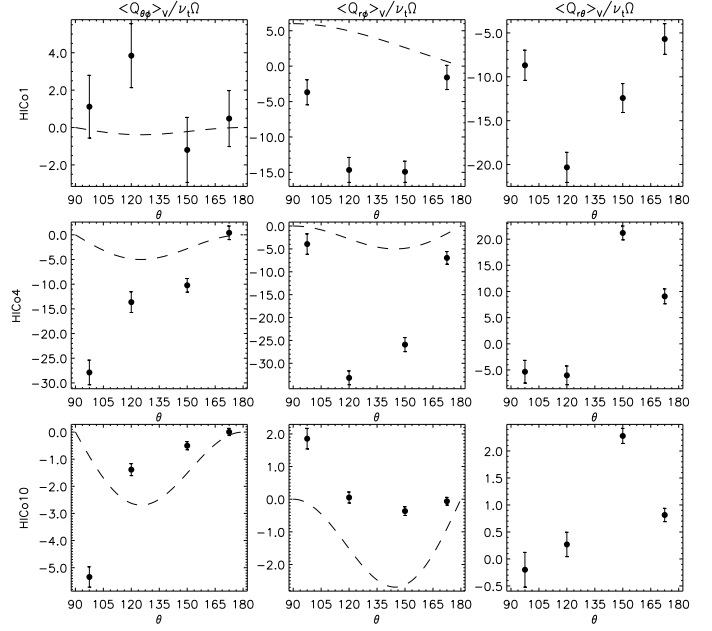 <Q_θϕ>_V/ν_tΩ <Q_rϕ>_V/ν_tΩ <Q_rθ>_V/ν_tΩ
HICo1
4.0 2.0 0.0 −2.0
5.0 0.0 −5.0 −10.0 −15.0
−5.0 −10.0 −15.0 −20.0
90 105 120 135 150 165 180 90 105 120 135 150 165 180 90 105 120 135 150 165 180
θ θ θ
HICo4
0.0 −5.0 −10.0 −15.0 −20.0 −25.0 −30.0
0.0 −5.0 −10.0 −15.0 −20.0 −25.0 −30.0
20.0 15.0 10.0 5.0 0.0 −5.0
90 105 120 135 150 165 180 90 105 120 135 150 165 180 90 105 120 135 150 165 180
θ θ θ
HICo10
0.0 −1.0 −2.0 −3.0 −4.0 −5.0
2.0 1.0 0.0 −1.0 −2.0
2.0 1.5 1.0 0.5 0.0 −0.5
90 105 120 135 150 165 180 90 105 120 135 150 165 180 90 105 120 135 150 165 180
θ θ θ